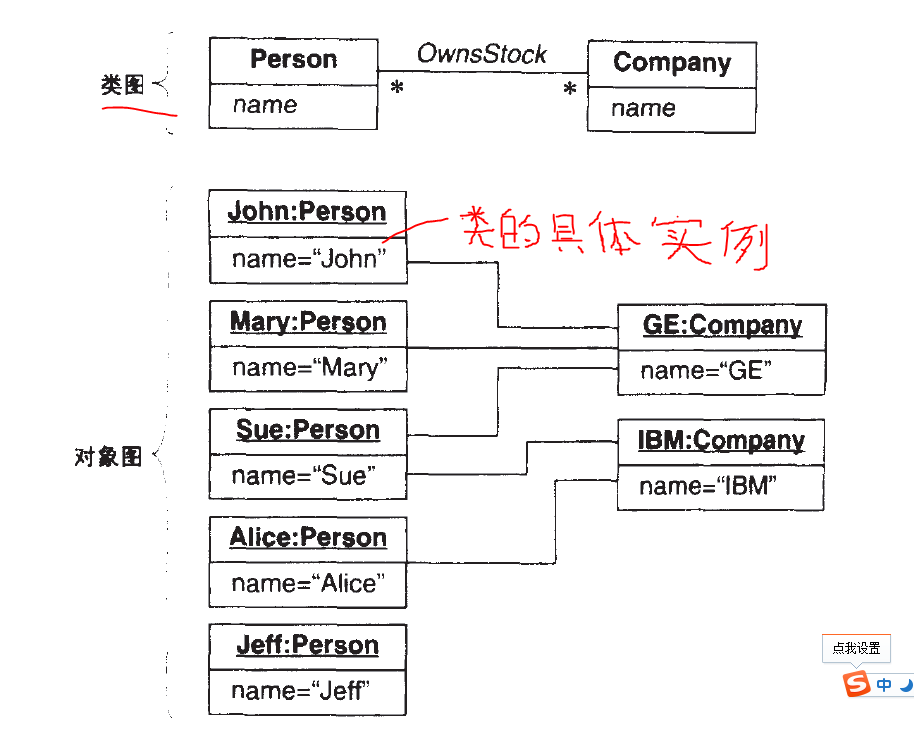 Person
OwnsStock
Company
类图
name
*
*
name
John:Person
类的具体实例
name=“John”
Mary:Person
GE:Company
name=“Mary”
name=“GE”
Sue:Person
IBM:Company
对象图
name=“Sue”
name=“IBM”
Alice:Person
name=“Alice”
Jeff:Person
点我设置
name=“Jeff”
S中